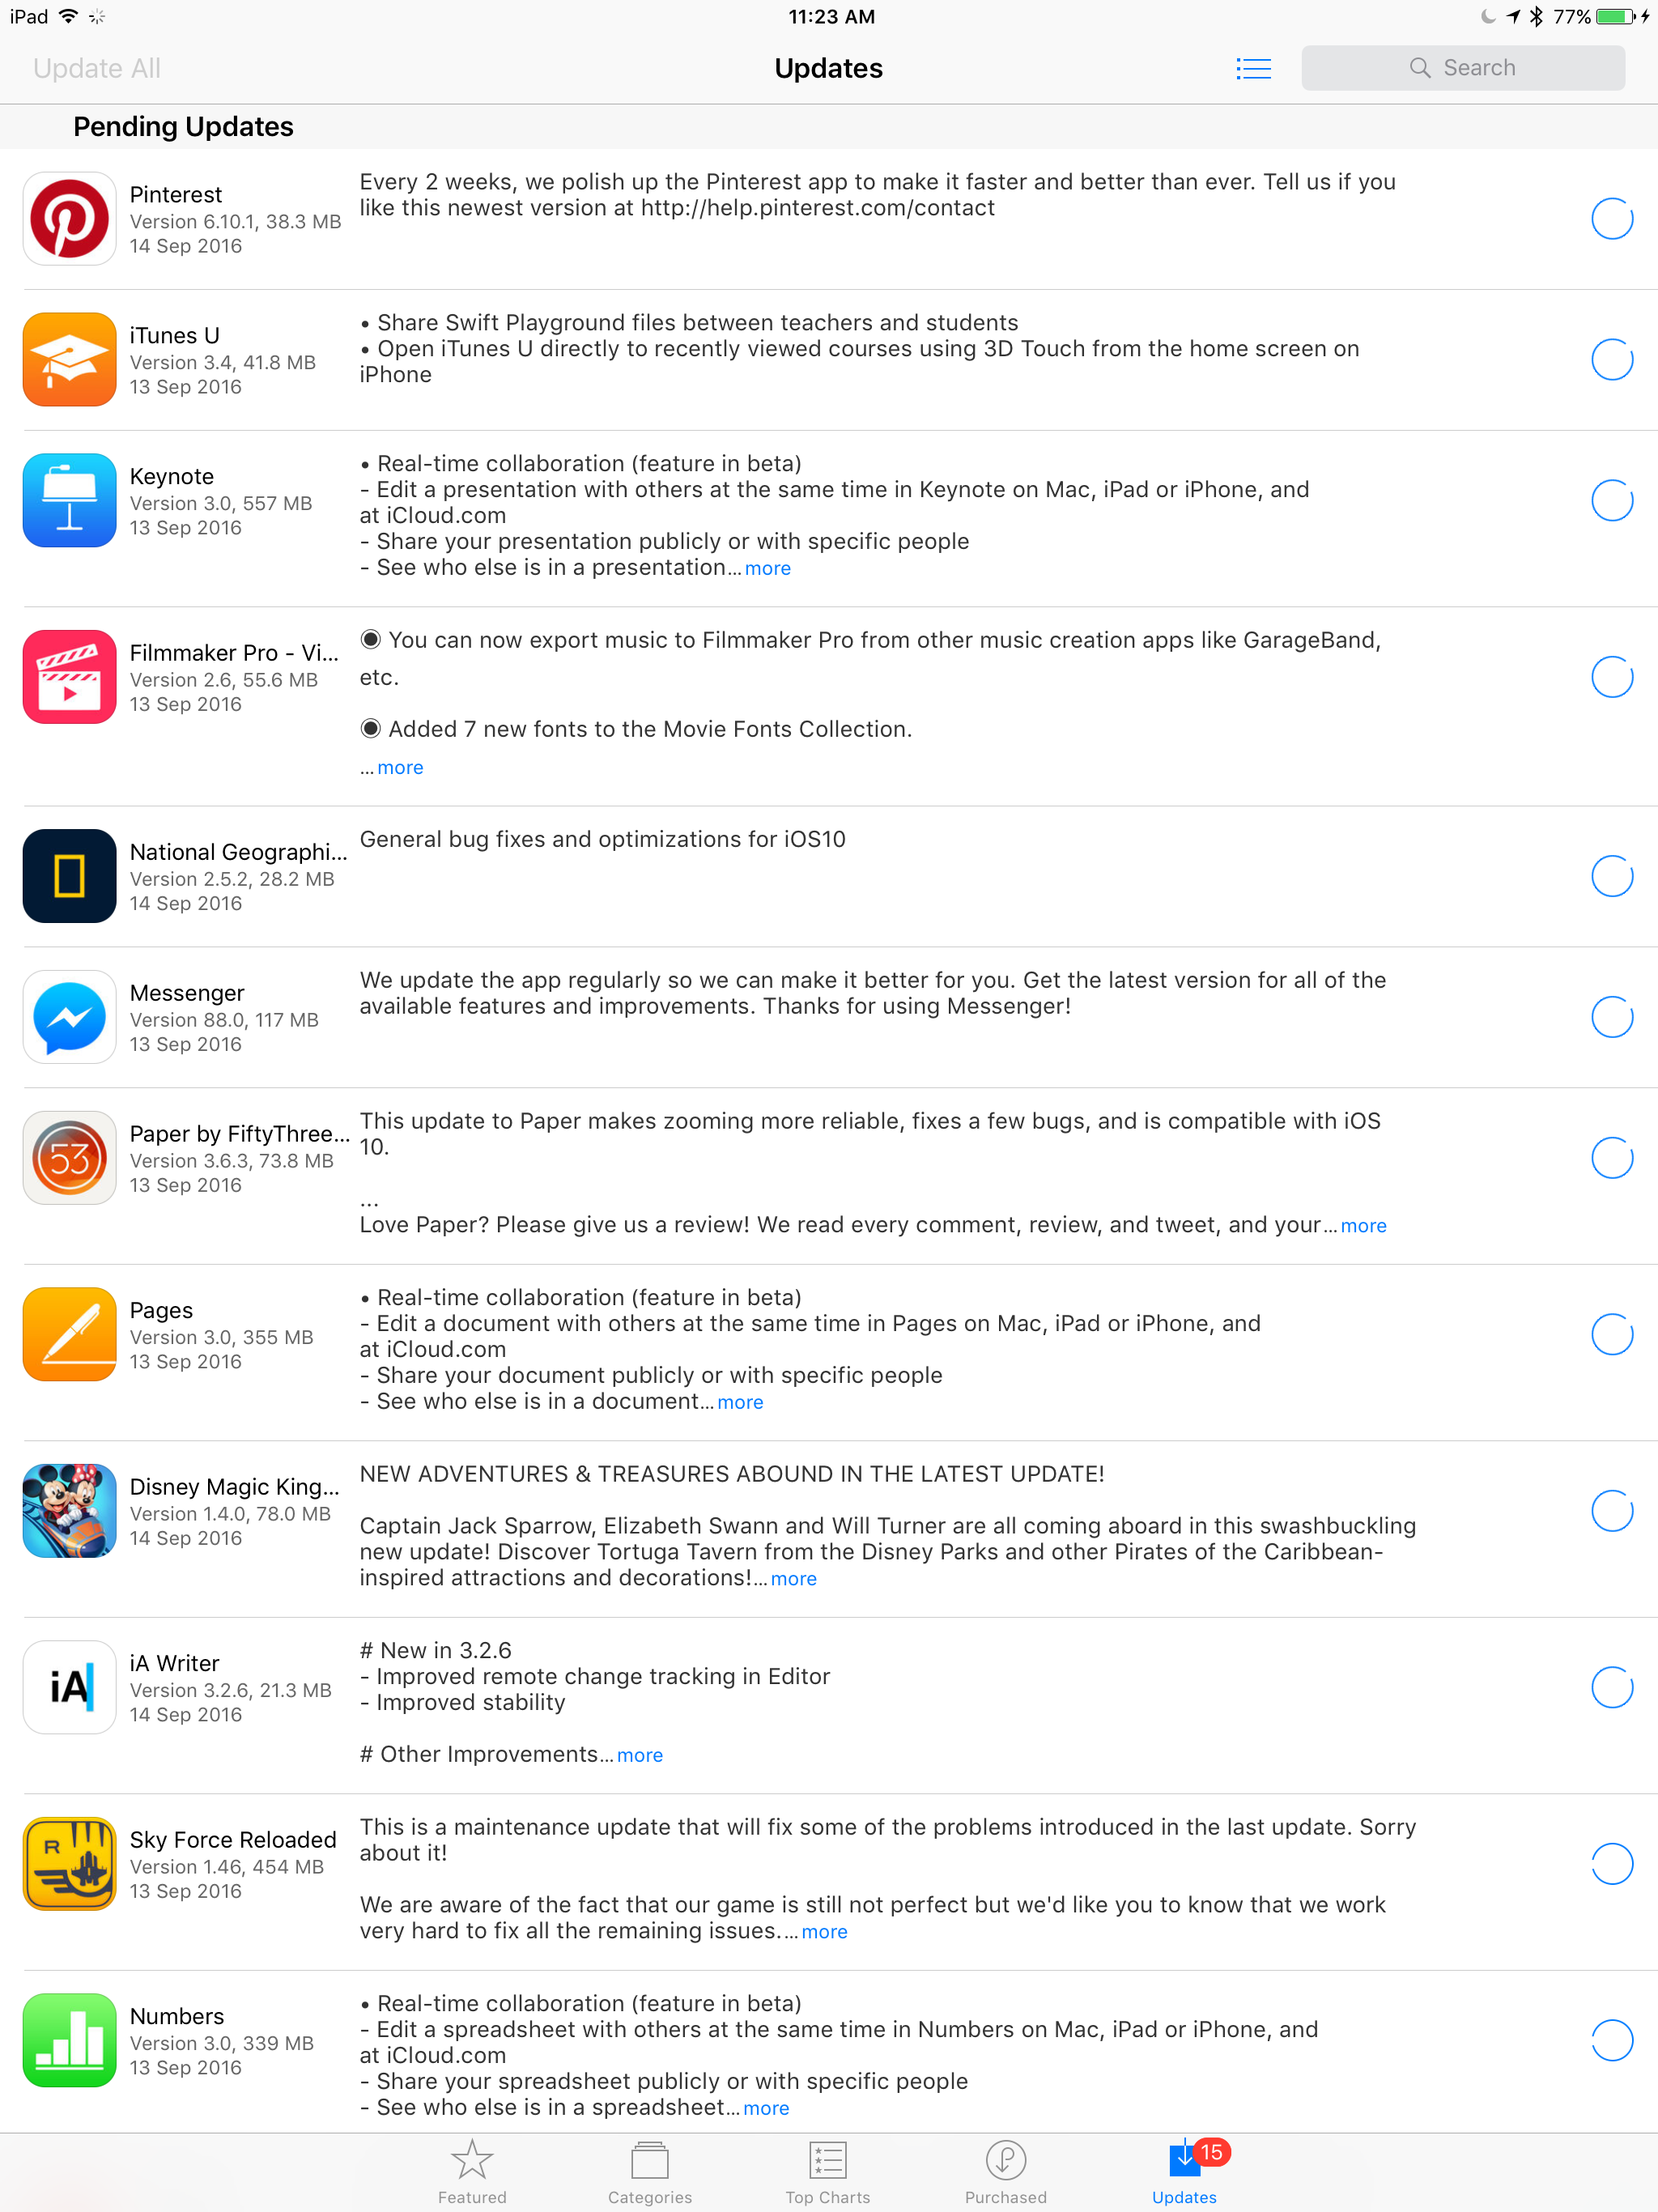 iPad 11:23 AM 77%
Update All Updates Search
Pending Updates
Pinterest
Version 6.10.1, 38.3 MB
14 Sep 2016
Every 2 weeks, we polish up the Pinterest app to make it faster and better than ever. Tell us if you
like this newest version at http://help.pinterest.com/contact
iTunes U
Version 3.4, 41.8 MB
13 Sep 2016
• Share Swift Playground files between teachers and students
• Open iTunes U directly to recently viewed courses using 3D Touch from the home screen on
iPhone
Keynote
Version 3.0, 557 MB
13 Sep 2016
• Real-time collaboration (feature in beta)
- Edit a presentation with others at the same time in Keynote on Mac, iPad or iPhone, and
at iCloud.com
- Share your presentation publicly or with specific people
- See who else is in a presentation... more
Filmmaker Pro - Vi...
Version 2.6, 55.6 MB
13 Sep 2016
◉ You can now export music to Filmmaker Pro from other music creation apps like GarageBand,
etc.
◉ Added 7 new fonts to the Movie Fonts Collection.
... more
National Geographi...
Version 2.5.2, 28.2 MB
14 Sep 2016
General bug fixes and optimizations for iOS10
Messenger
Version 88.0, 117 MB
13 Sep 2016
We update the app regularly so we can make it better for you. Get the latest version for all of the
available features and improvements. Thanks for using Messenger!
53
Paper by FiftyThree...
Version 3.6.3, 73.8 MB
13 Sep 2016
This update to Paper makes zooming more reliable, fixes a few bugs, and is compatible with iOS
10.
...
Love Paper? Please give us a review! We read every comment, review, and tweet, and your... more
Pages
Version 3.0, 355 MB
13 Sep 2016
• Real-time collaboration (feature in beta)
- Edit a document with others at the same time in Pages on Mac, iPad or iPhone, and
at iCloud.com
- Share your document publicly or with specific people
- See who else is in a document... more
Disney Magic King...
Version 1.4.0, 78.0 MB
14 Sep 2016
NEW ADVENTURES & TREASURES ABOUND IN THE LATEST UPDATE!
Captain Jack Sparrow, Elizabeth Swann and Will Turner are all coming aboard in this swashbuckling
new update! Discover Tortuga Tavern from the Disney Parks and other Pirates of the Caribbean-
inspired attractions and decorations!... more
iA
iA Writer
Version 3.2.6, 21.3 MB
14 Sep 2016
# New in 3.2.6
- Improved remote change tracking in Editor
- Improved stability
# Other Improvements... more
R
Sky Force Reloaded
Version 1.46, 454 MB
13 Sep 2016
This is a maintenance update that will fix some of the problems introduced in the last update. Sorry
about it!
We are aware of the fact that our game is still not perfect but we'd like you to know that we work
very hard to fix all the remaining issues.... more
Numbers
Version 3.0, 339 MB
13 Sep 2016
• Real-time collaboration (feature in beta)
- Edit a spreadsheet with others at the same time in Numbers on Mac, iPad or iPhone, and
at iCloud.com
- Share your spreadsheet publicly or with specific people
- See who else is in a spreadsheet... more
15
Featured Categories Top Charts Purchased Updates